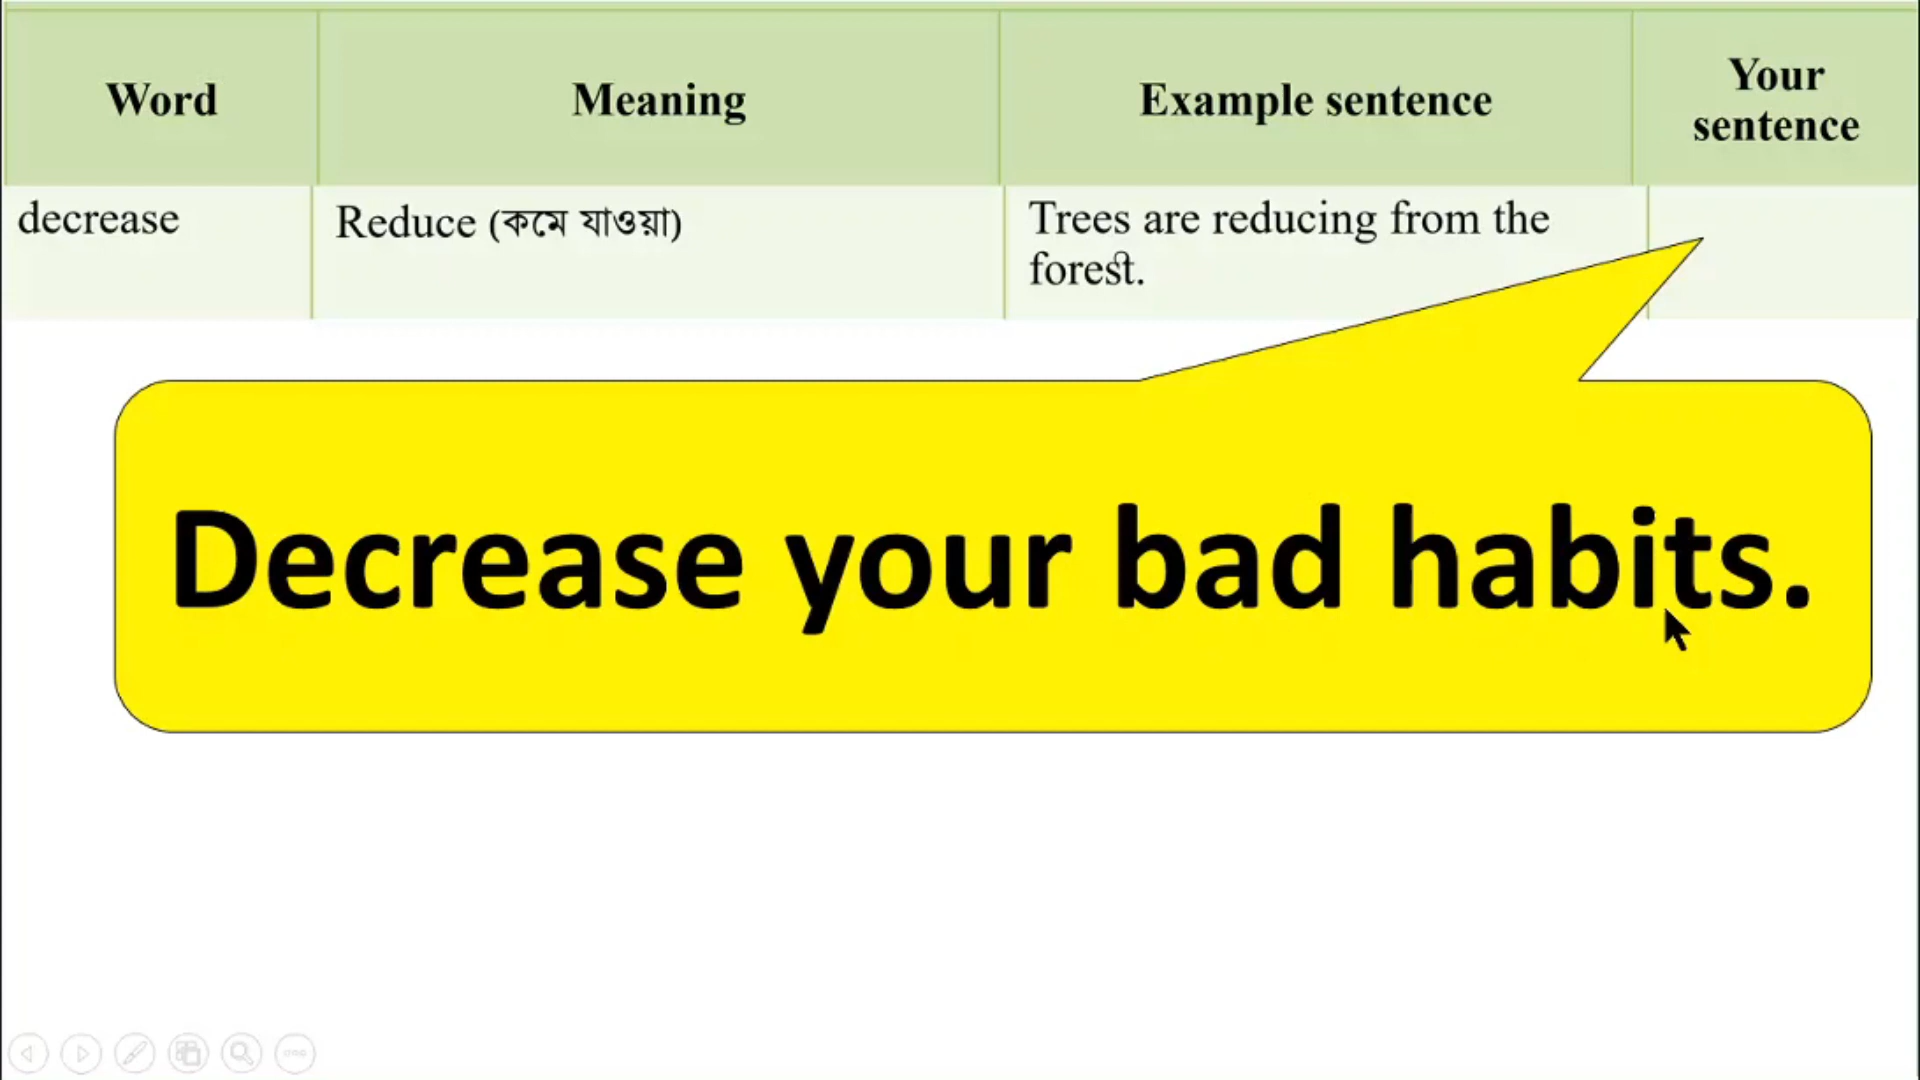 Word Meaning Example sentence Your sentence
decrease Reduce (কমে যাওয়া) Trees are reducing from the
forest.
Decrease your bad habits.